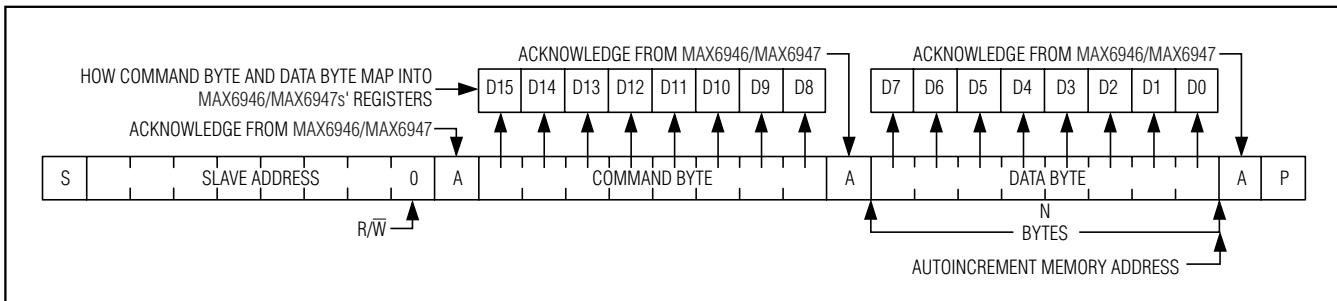 ACKNOWLEDGE FROM MAX6946/MAX6947
ACKNOWLEDGE FROM MAX6946/MAX6947
HOW COMMAND BYTE AND DATA BYTE MAP INTO
MAX6946/MAX6947s' REGISTERS
D15 D14 D13 D12 D11 D10 D9 D8
D7 D6 D5 D4 D3 D2 D1 D0
ACKNOWLEDGE FROM MAX6946/MAX6947
S SLAVE ADDRESS 0 A COMMAND BYTE A DATA BYTE A P
R/W̅
N
BYTES
AUTOINCREMENT MEMORY ADDRESS